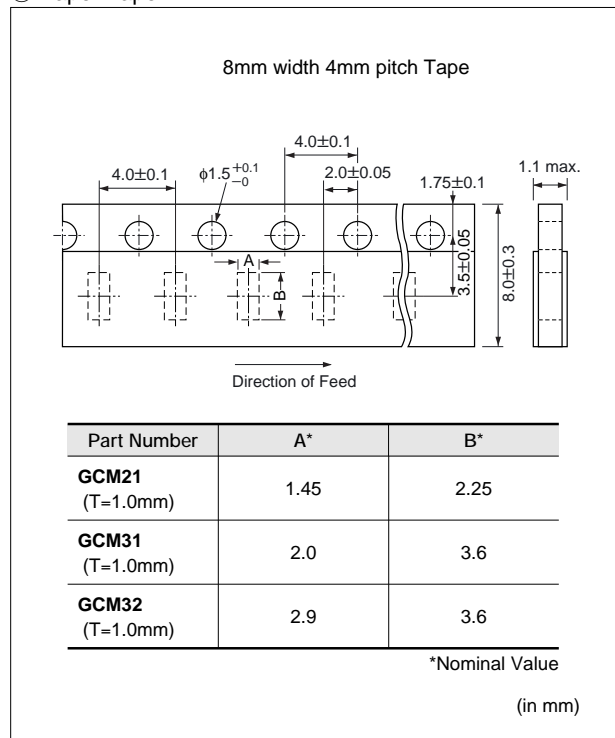 8mm width 4mm pitch Tape
4.0±0.1
4.0±0.1 φ1.5 +0.1 −0 2.0±0.05 1.75±0.1 1.1 max.
A
B
3.5±0.05
8.0±0.3
Direction of Feed
Part Number A* B*
GCM21
(T=1.0mm) 1.45 2.25
GCM31
(T=1.0mm) 2.0 3.6
GCM32
(T=1.0mm) 2.9 3.6
*Nominal Value
(in mm)